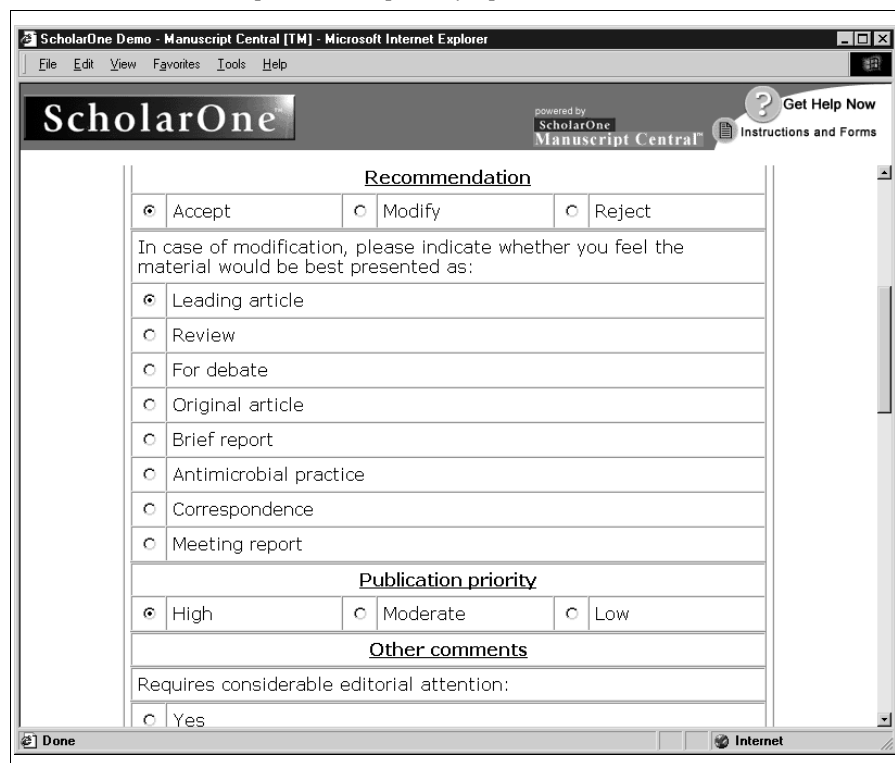 ScholarOne Demo - Manuscript Central [TM] - Microsoft Internet Explorer
File Edit View Favorites Tools Help
ScholarOne™
powered by
ScholarOne
Manuscript Central™
Get Help Now
Instructions and Forms
Recommendation
Accept Modify Reject
In case of modification, please indicate whether you feel the
material would be best presented as:
Leading article
Review
For debate
Original article
Brief report
Antimicrobial practice
Correspondence
Meeting report
Publication priority
High Moderate Low
Other comments
Requires considerable editorial attention:
Yes
Done Internet